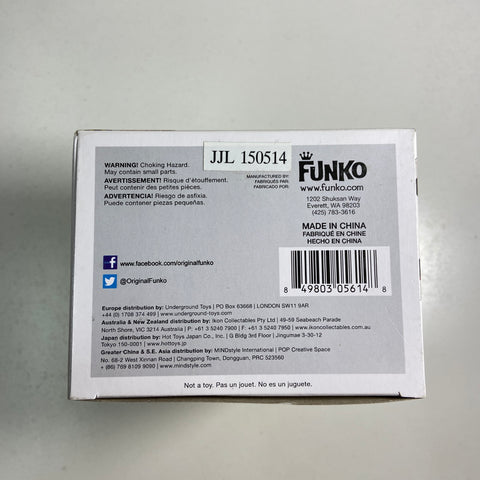 JJL 150514
WARNING! Choking Hazard.
May contain small parts.
AVERTISSEMENT! Risque d'étouffement.
Peut contenir des petites pièces.
ADVERTENCIA! Riesgo de asfixia.
Puede contener piezas pequeñas.
MANUFACTURED BY:
FABRIQUÉS PAR:
FABRICADO POR:
FUNKO
www.funko.com
1202 Shuksan Way
Everett, WA 98203
(425) 783-3616
MADE IN CHINA
FABRIQUÉ EN CHINE
HECHO EN CHINA
8 49803 05614 8
www.facebook.com/originalfunko
@OriginalFunko
Europe distribution by: Underground Toys | PO Box 63668 | LONDON SW11 9AR
+44 (0) 1708 374 499 | www.undergroundtoys.com
Australia & New Zealand distribution by: Ikon Collectables Pty Ltd | 49-59 Seabeach Parade
North Shore, VIC 3214 Australia | P: +61 3 5240 7900 | F: +61 3 5240 7950 | www.ikoncollectables.com.au
Japan distribution by: Hot Toys Japan Co., Inc. | G Bldg 3rd Floor | Jingumae 3-30-12
Tokyo 150-0001 | www.hottoys.jp
Greater China & S.E. Asia distribution by: MINDstyle International | POP Creative Space
No. 68-2 West Xinnan Road | Changping Town, Dongguan, PRC 523560
+ (86) 769 8109 9090 | www.mindstyle.com
Not a toy. Pas un jouet. No es un juguete.